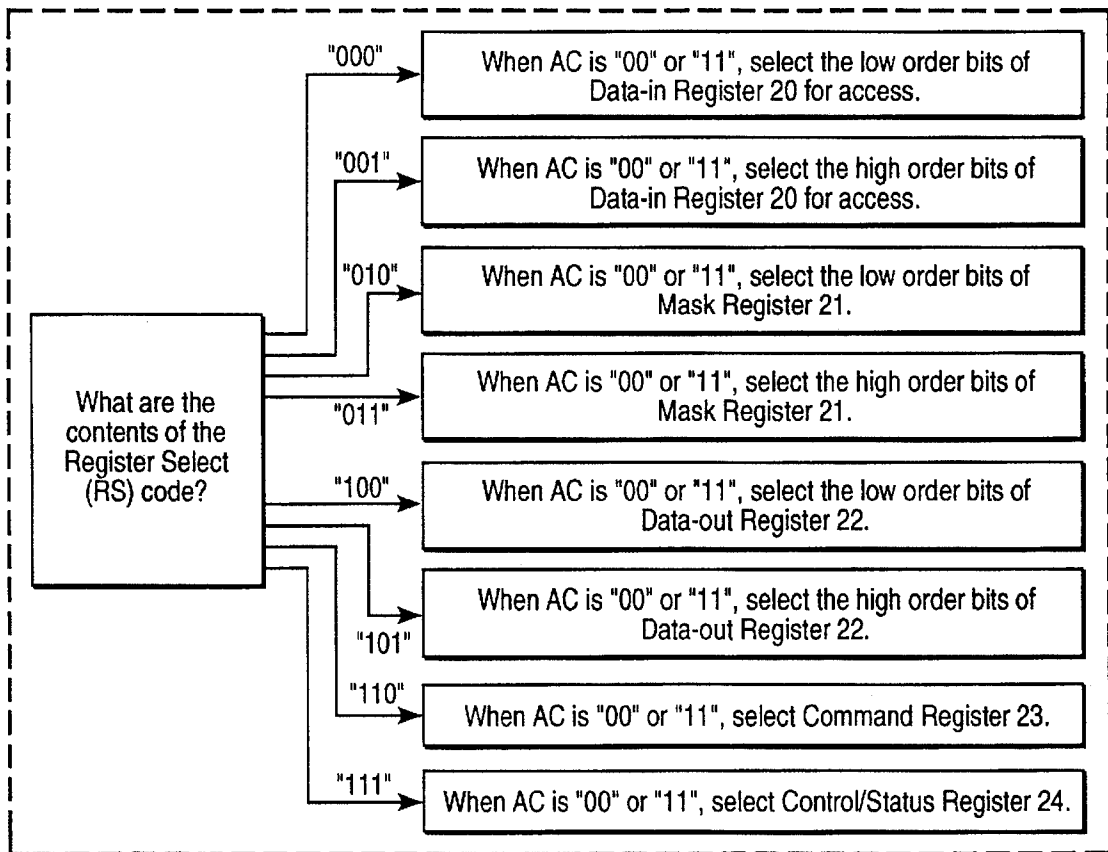 "000"
When AC is "00" or "11", select the low order bits of
Data-in Register 20 for access.
"001"
When AC is "00" or "11", select the high order bits of
Data-in Register 20 for access.
"010"
When AC is "00" or "11", select the low order bits of
Mask Register 21.
What are the
contents of the
Register Select
(RS) code?
"011"
When AC is "00" or "11", select the high order bits of
Mask Register 21.
"100"
When AC is "00" or "11", select the low order bits of
Data-out Register 22.
"101"
When AC is "00" or "11", select the high order bits of
Data-out Register 22.
"110"
When AC is "00" or "11", select Command Register 23.
"111"
When AC is "00" or "11", select Control/Status Register 24.